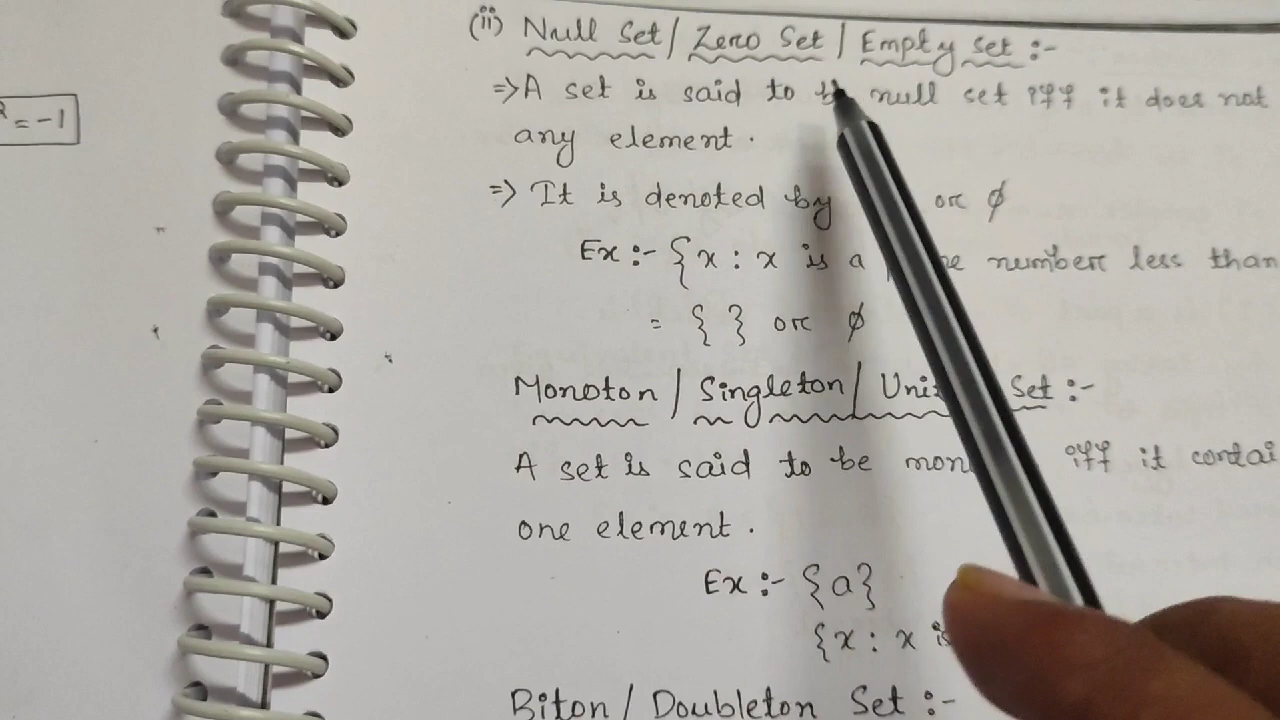 ² = -1
(ii) Null Set / Zero Set / Empty set :-
⇒ A set is said to null set iff it does not
any element.
⇒ It is denoted by or ϕ
Ex :- {x : x is a number less than
= { } or ϕ
Monoton / Singleton / Set :-
A set is said to be iff it
one element.
Ex :- {a}
{x : x
Biton / Doubleton Set :-